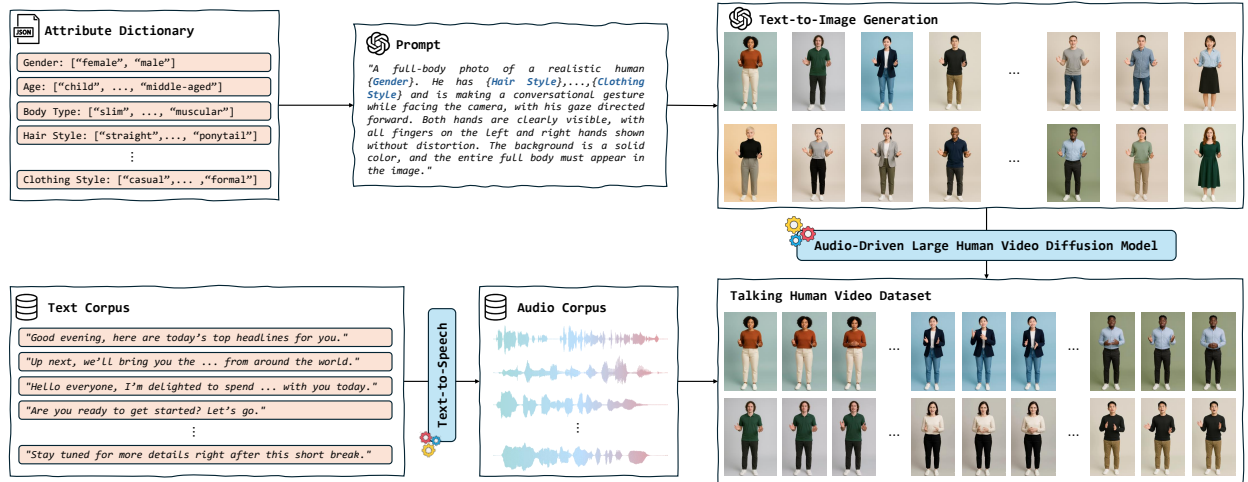 JSON
Attribute Dictionary
Gender: [“female”, “male”]
Age: [“child”, ..., “middle-aged”]
Body Type: [“slim”, ..., “muscular”]
Hair Style: [“straight”,..., “ponytail”]
⋮
Clothing Style: [“casual”,... ,“formal”]
Prompt
"A full-body photo of a realistic human
{Gender}. He has {Hair Style},...,{Clothing
Style} and is making a conversational gesture
while facing the camera, with his gaze directed
forward. Both hands are clearly visible, with
all fingers on the left and right hands shown
without distortion. The background is a solid
color, and the entire full body must appear in
the image."
Text-to-Image Generation
...
...
Audio-Driven Large Human Video Diffusion Model
Text Corpus
"Good evening, here are today’s top headlines for you."
"Up next, we’ll bring you the ... from around the world."
"Hello everyone, I’m delighted to spend ... with you today."
"Are you ready to get started? Let’s go."
⋮
"Stay tuned for more details right after this short break."
Text-to-Speech
Audio Corpus
⋮
Talking Human Video Dataset
... ...
... ...